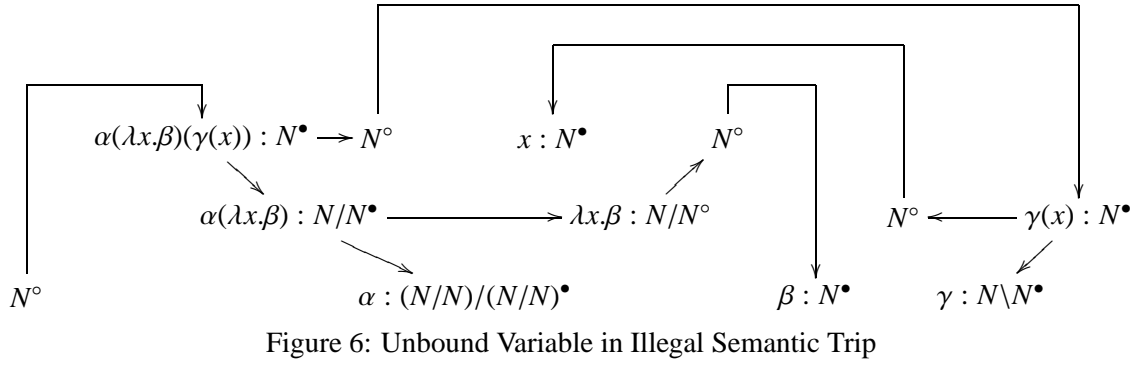 α(λx.β)(γ(x)) : N• N° x : N• N°
α(λx.β) : N/N• λx.β : N/N° N° γ(x) : N•
N° α : (N/N)/(N/N)• β : N• γ : N\N•
Figure 6: Unbound Variable in Illegal Semantic Trip